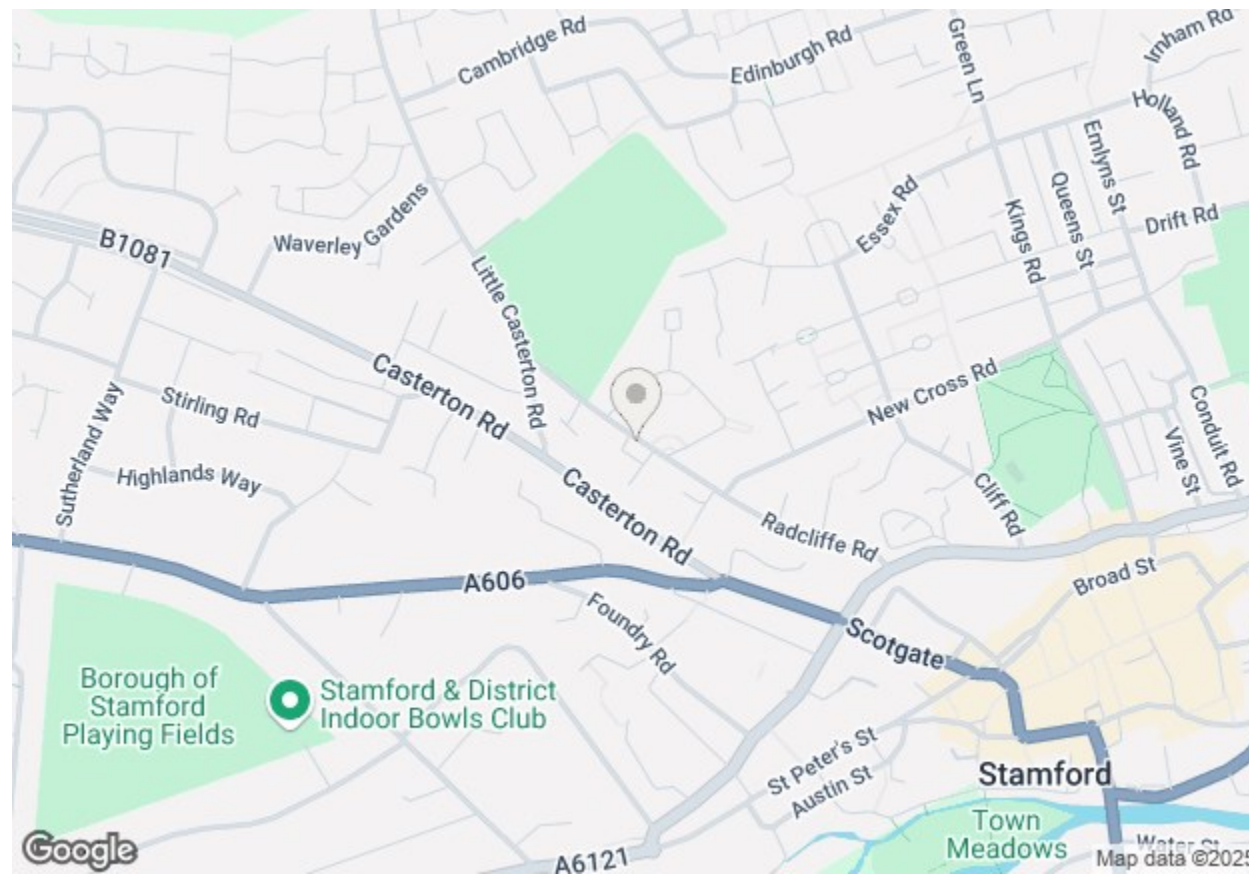 Cambridge Rd
Edinburgh Rd
Green Ln
Irnham Rd
Holland Rd
Emlyns St
Queens St
Kings Rd
Drift Rd
Essex Rd
B1081
Waverley Gardens
Little Casterton Rd
Casterton Rd
Stirling Rd
Sutherland Way
Highlands Way
New Cross Rd
Conduit Rd
Vine St
Cliff Rd
Casterton Rd
Radcliffe Rd
Broad St
A606
Foundry Rd
Scotgate
Borough of
Stamford
Playing Fields
Stamford & District
Indoor Bowls Club
St Peter's St
Austin St
Stamford
Town
Meadows
Water St
A6121
Google
Map data ©2025